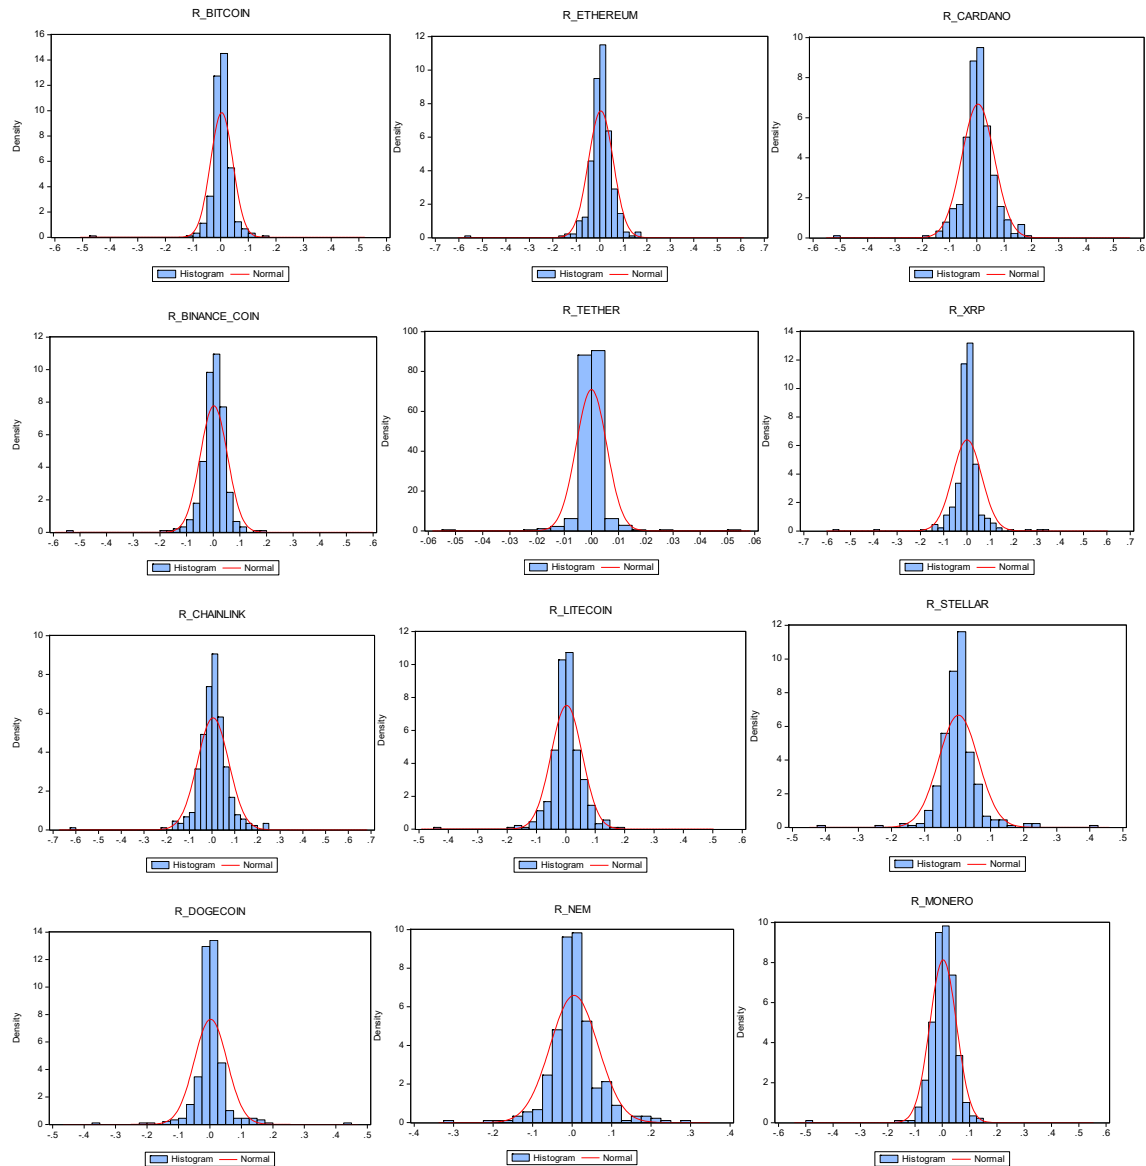 R_BITCOIN
16
14
12
10
8
6
4
2
0
Density
-.6 -.5 -.4 -.3 -.2 -.1 .0 .1 .2 .3 .4 .5 .6
Histogram Normal
R_ETHEREUM
12
10
8
6
4
2
0
Density
-.7 -.6 -.5 -.4 -.3 -.2 -.1 .0 .1 .2 .3 .4 .5 .6 .7
Histogram Normal
R_CARDANO
10
8
6
4
2
0
Density
-.6 -.5 -.4 -.3 -.2 -.1 .0 .1 .2 .3 .4 .5 .6
Histogram Normal
R_BINANCE_COIN
12
10
8
6
4
2
0
Density
-.6 -.5 -.4 -.3 -.2 -.1 .0 .1 .2 .3 .4 .5 .6
Histogram Normal
R_TETHER
100
80
60
40
20
0
Density
-.06 -.05 -.04 -.03 -.02 -.01 .00 .01 .02 .03 .04 .05 .06
Histogram Normal
R_XRP
14
12
10
8
6
4
2
0
Density
-.7 -.6 -.5 -.4 -.3 -.2 -.1 .0 .1 .2 .3 .4 .5 .6 .7
Histogram Normal
R_CHAINLINK
10
8
6
4
2
0
Density
-.7 -.6 -.5 -.4 -.3 -.2 -.1 .0 .1 .2 .3 .4 .5 .6 .7
Histogram Normal
R_LITECOIN
12
10
8
6
4
2
0
Density
-.5 -.4 -.3 -.2 -.1 .0 .1 .2 .3 .4 .5 .6
Histogram Normal
R_STELLAR
12
10
8
6
4
2
0
Density
-.5 -.4 -.3 -.2 -.1 .0 .1 .2 .3 .4 .5
Histogram Normal
R_DOGECOIN
14
12
10
8
6
4
2
0
Density
-.5 -.4 -.3 -.2 -.1 .0 .1 .2 .3 .4 .5
Histogram Normal
R_NEM
10
8
6
4
2
0
Density
-.4 -.3 -.2 -.1 .0 .1 .2 .3 .4
Histogram Normal
R_MONERO
10
8
6
4
2
0
Density
-.6 -.5 -.4 -.3 -.2 -.1 .0 .1 .2 .3 .4 .5 .6
Histogram Normal